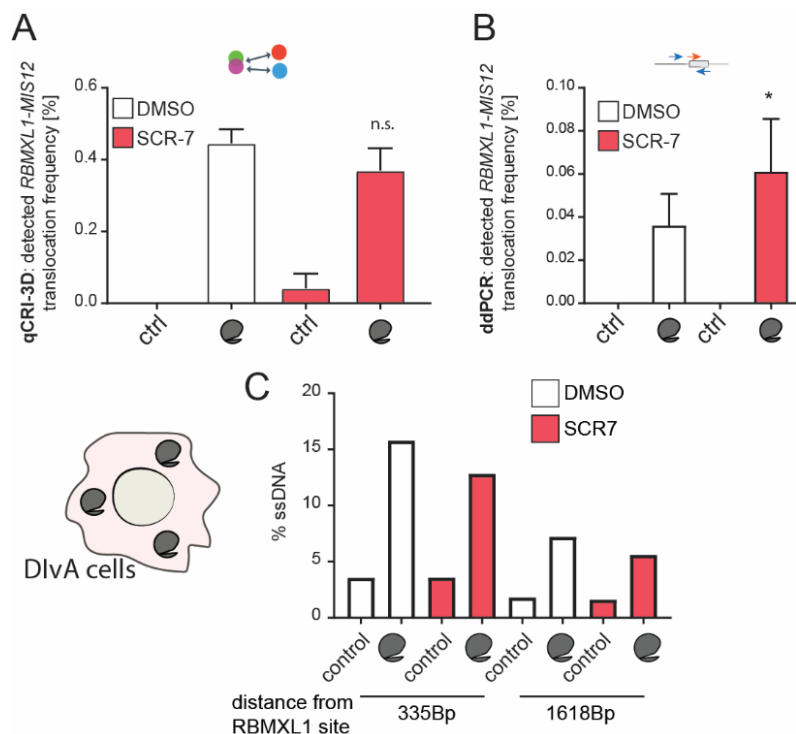 A
qCRI-3D: detected RBMXL1-MIS12
translocation frequency [%]
0.6
0.4
0.2
0.0
DMSO
SCR-7
n.s.
ctrl
ctrl
B
ddPCR: detected RBMXL1-MIS12
translocation frequency [%]
0.10
0.08
0.06
0.04
0.02
0.00
DMSO
SCR-7
*
ctrl
ctrl
DIvA cells
C
% ssDNA
20
15
10
5
0
DMSO
SCR7
control
control
control
control
distance from
RBMXL1 site
335Bp
1618Bp